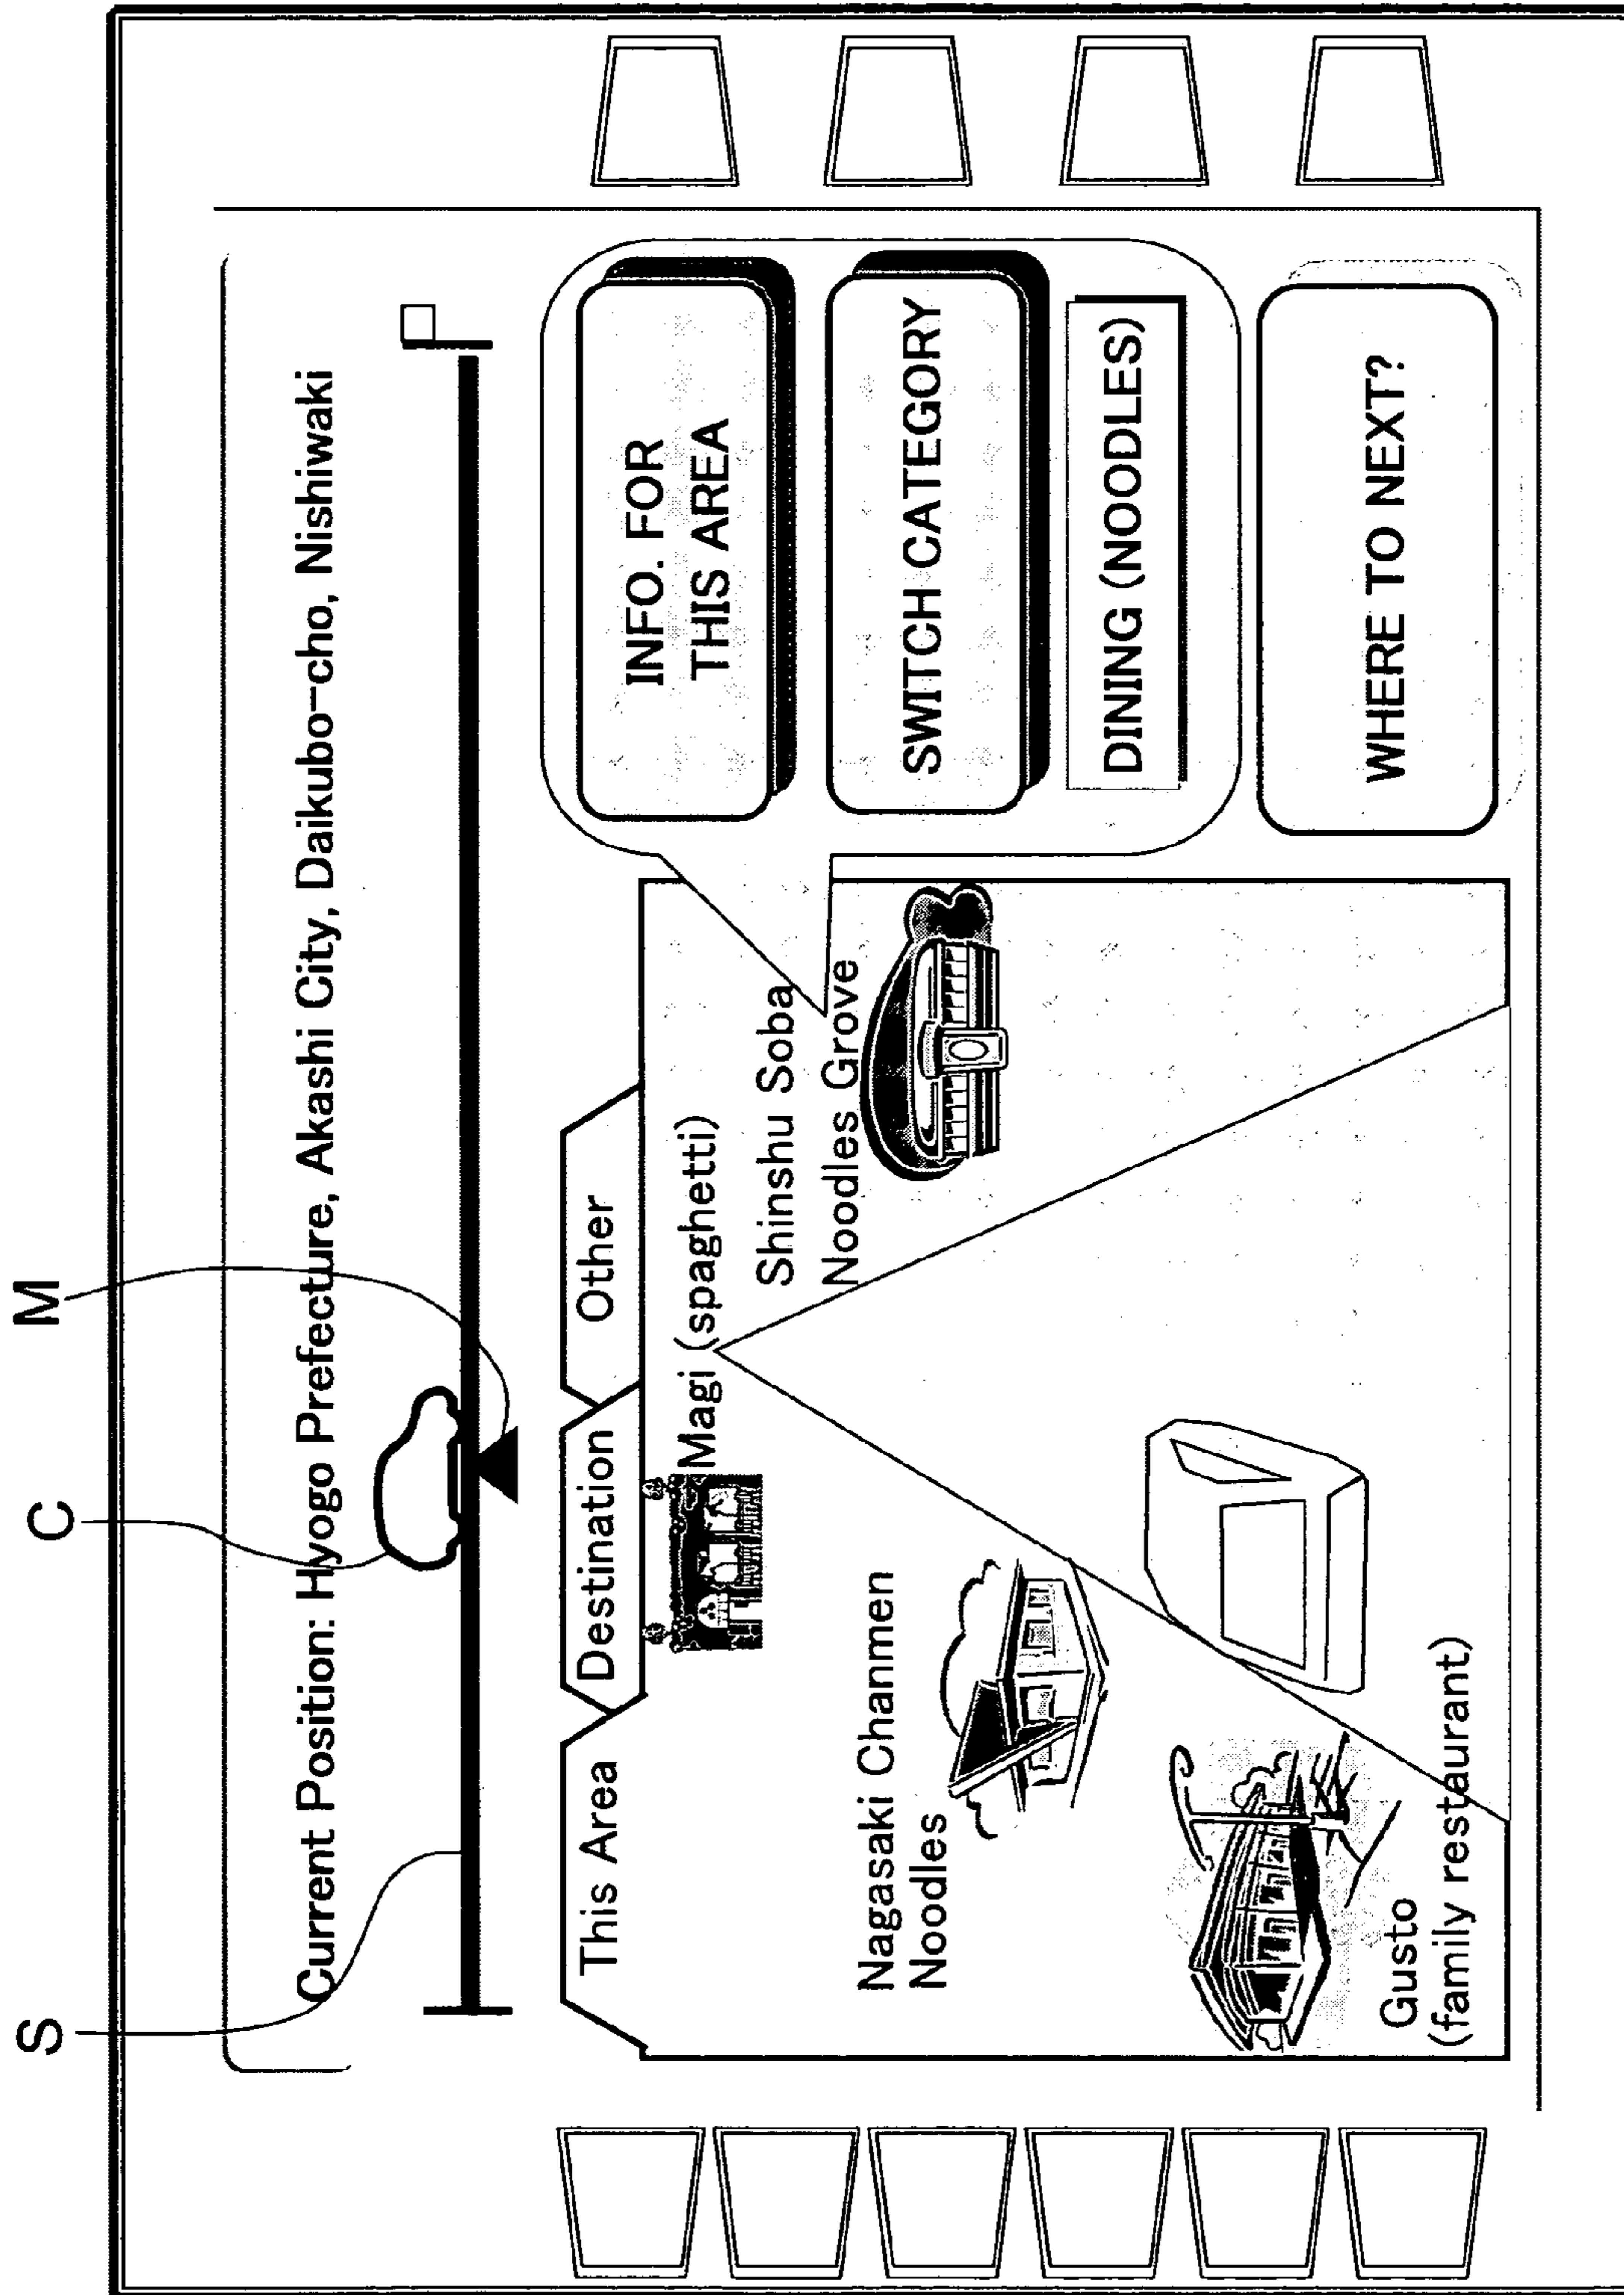 S
C
M
Current Position: Hyogo Prefecture, Akashi City, Daikubo-cho, Nishiwaki
This Area
Destination
Other
Magi (spaghetti)
Shinshu Soba
Noodles Grove
Nagasaki Chanmen
Noodles
Gusto
(family restaurant)
INFO. FOR
THIS AREA
SWITCH CATEGORY
DINING (NOODLES)
WHERE TO NEXT?